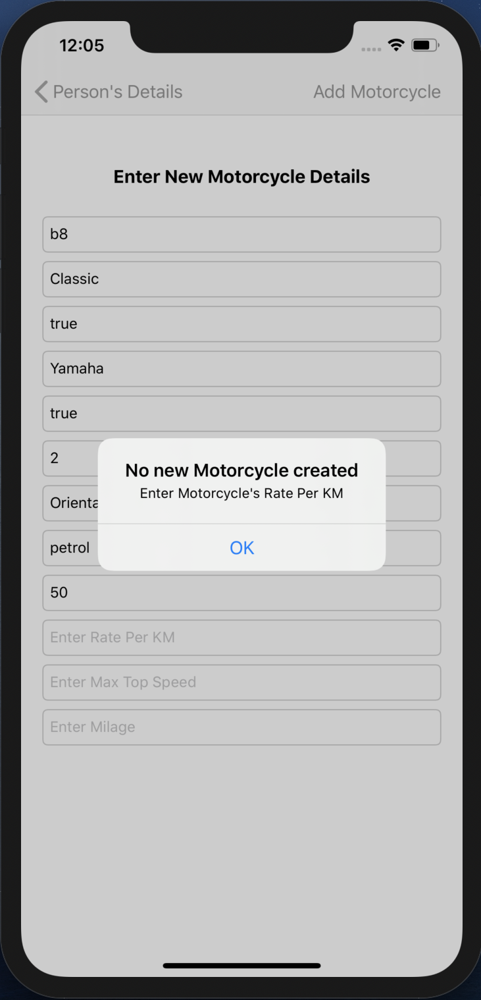 12:05
Person's Details
Add Motorcycle
Enter New Motorcycle Details
b8
Classic
true
Yamaha
true
2
No new Motorcycle created
Enter Motorcycle's Rate Per KM
Orienta
petrol
OK
50
Enter Rate Per KM
Enter Max Top Speed
Enter Milage